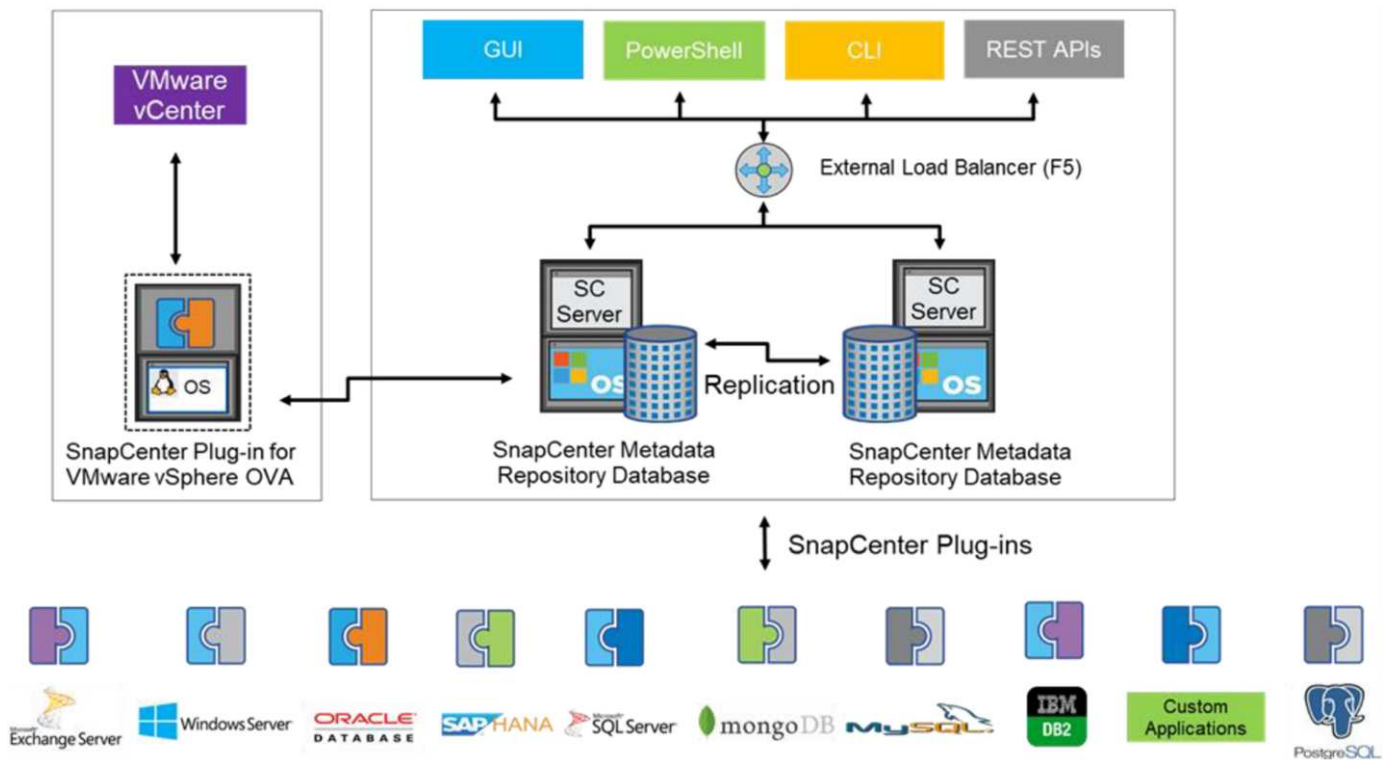 VMware
vCenter
GUI
PowerShell
CLI
REST APIs
External Load Balancer (F5)
SC
Server
SC
Server
OS
OS
OS
Replication
SnapCenter Plug-in for
VMware vSphere OVA
SnapCenter Metadata
Repository Database
SnapCenter Metadata
Repository Database
SnapCenter Plug-ins
Microsoft
Exchange Server
Windows Server
ORACLE
DATABASE
SAP HANA
Microsoft
SQL Server
mongoDB
MySQL
IBM
DB2
Custom
Applications
PostgreSQL